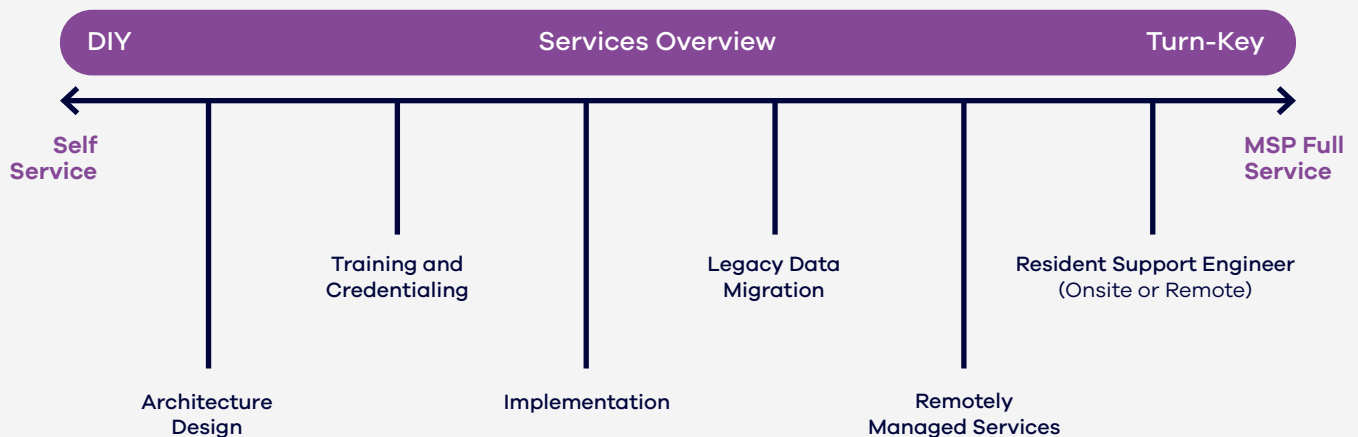 DIY
Services Overview
Turn-Key
Self
Service
MSP Full
Service
Training and
Credentialing
Legacy Data
Migration
Resident Support Engineer
(Onsite or Remote)
Architecture
Design
Implementation
Remotely
Managed Services